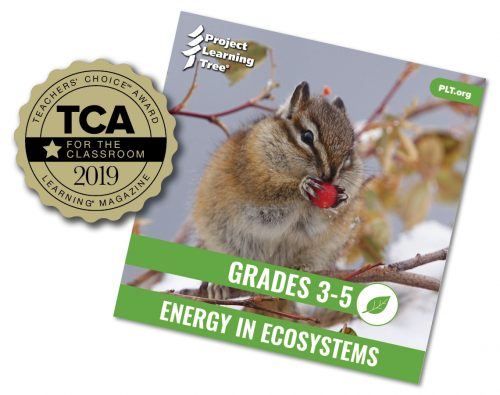 TEACHERS' CHOICE℠ AWARD
TCA
FOR THE
CLASSROOM
2019
LEARNING® MAGAZINE
Project
Learning
Tree®
PLT.org
GRADES 3-5
ENERGY IN ECOSYSTEMS